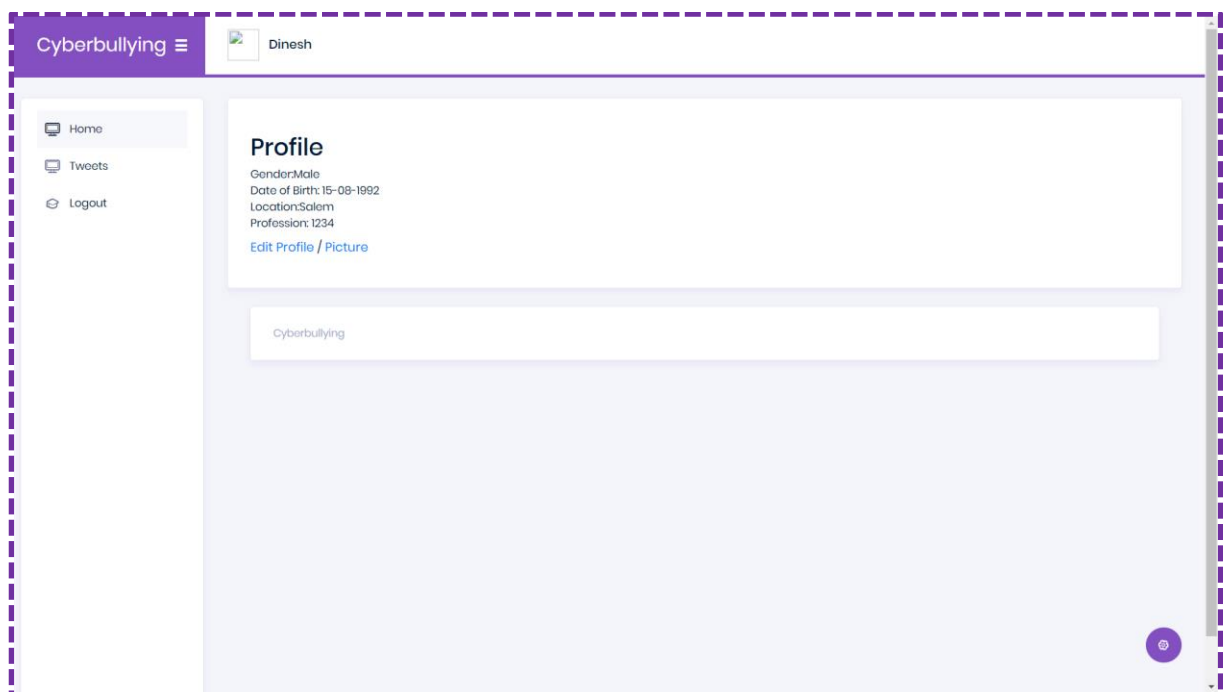 Cyberbullying
Dinesh
Home
Tweets
Logout
Profile
Gender:Male
Date of Birth: 15-08-1992
Location:Salem
Profession: 1234
Edit Profile / Picture
Cyberbullying